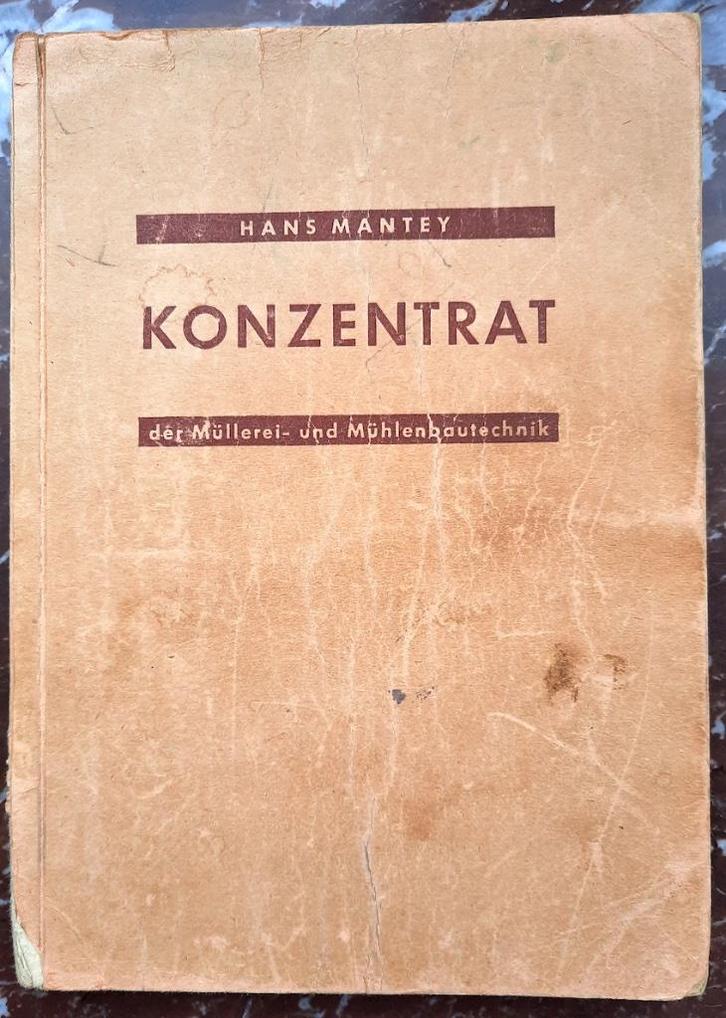 HANS MANTEY
KONZENTRAT
der Müllerei- und Mühlenbautechnik